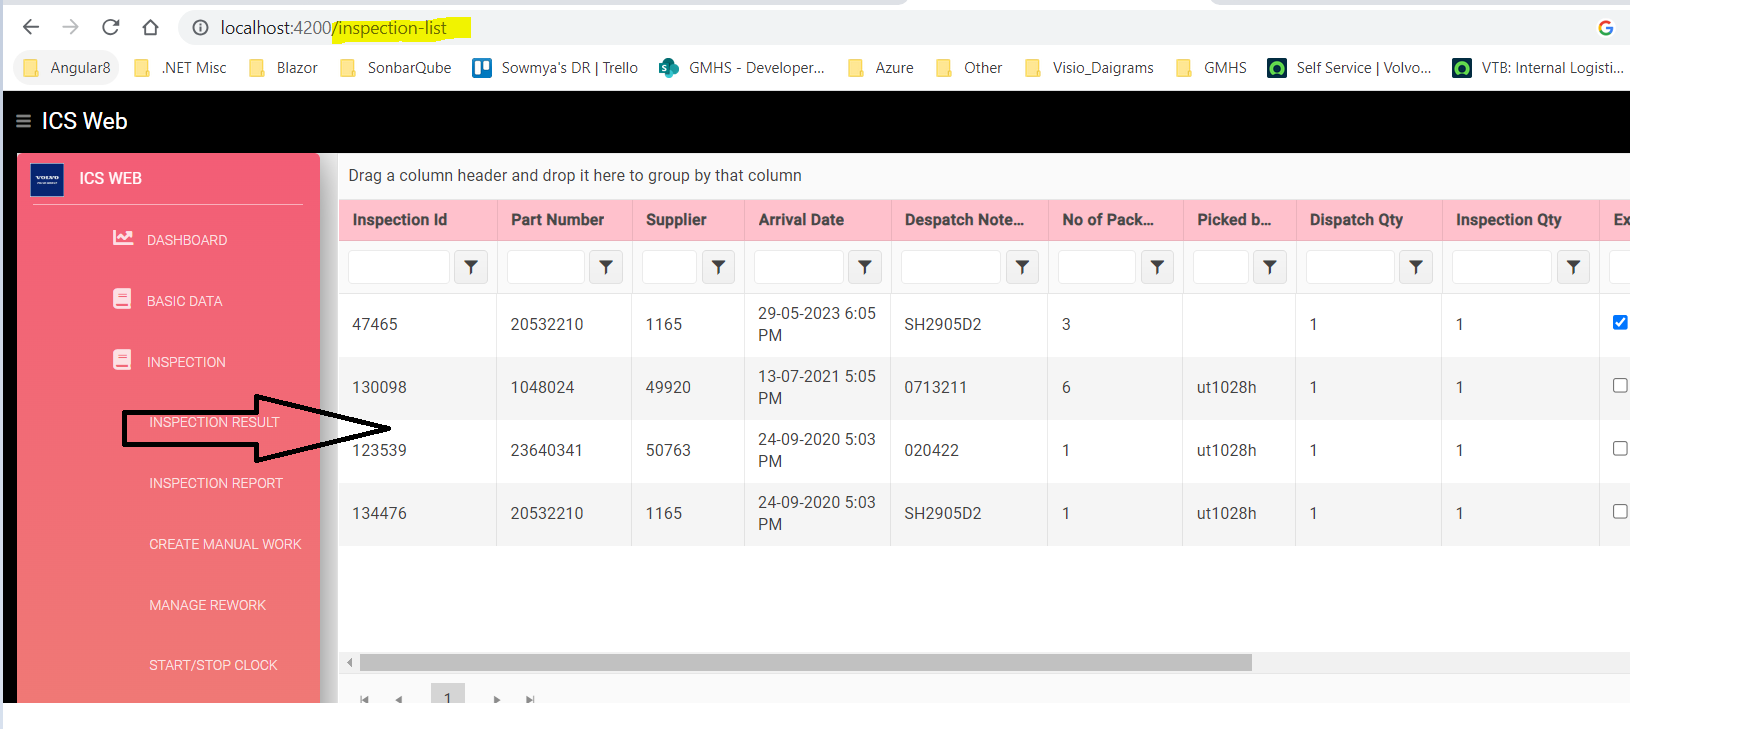 localhost:4200/inspection-list
Angular8 .NET Misc Blazor SonbarQube Sowmya's DR | Trello GMHS - Developer... Azure Other Visio_Daigrams GMHS Self Service | Volvo... VTB: Internal Logisti...
ICS Web
VOLVO ICS WEB
Drag a column header and drop it here to group by that column
Inspection Id Part Number Supplier Arrival Date Despatch Note... No of Pack... Picked b... Dispatch Qty Inspection Qty Ex
DASHBOARD
BASIC DATA
INSPECTION
INSPECTION RESULT
INSPECTION REPORT
CREATE MANUAL WORK
MANAGE REWORK
START/STOP CLOCK
47465 20532210 1165 29-05-2023 6:05 PM SH2905D2 3 1 1
130098 1048024 49920 13-07-2021 5:05 PM 0713211 6 ut1028h 1 1
123539 23640341 50763 24-09-2020 5:03 PM 020422 1 ut1028h 1 1
134476 20532210 1165 24-09-2020 5:03 PM SH2905D2 1 ut1028h 1 1
1